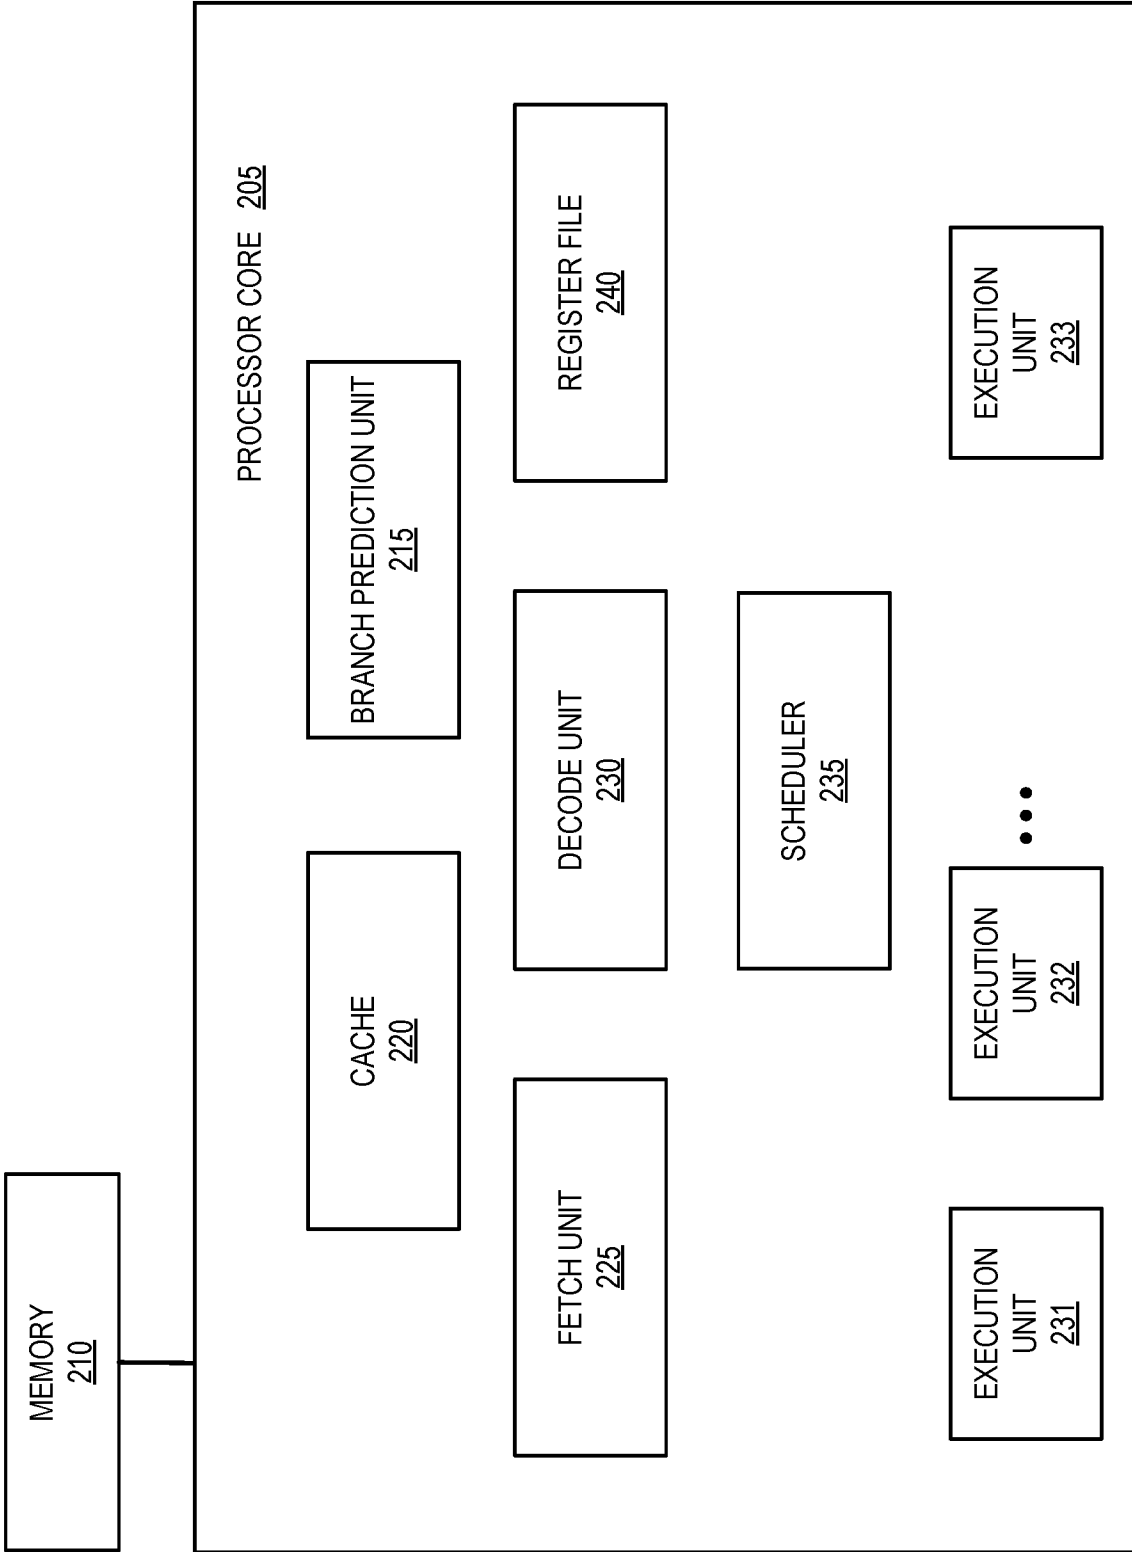 MEMORY
210
PROCESSOR CORE 205
CACHE
220
BRANCH PREDICTION UNIT
215
FETCH UNIT
225
DECODE UNIT
230
REGISTER FILE
240
SCHEDULER
235
EXECUTION
UNIT
231
EXECUTION
UNIT
232
EXECUTION
UNIT
233